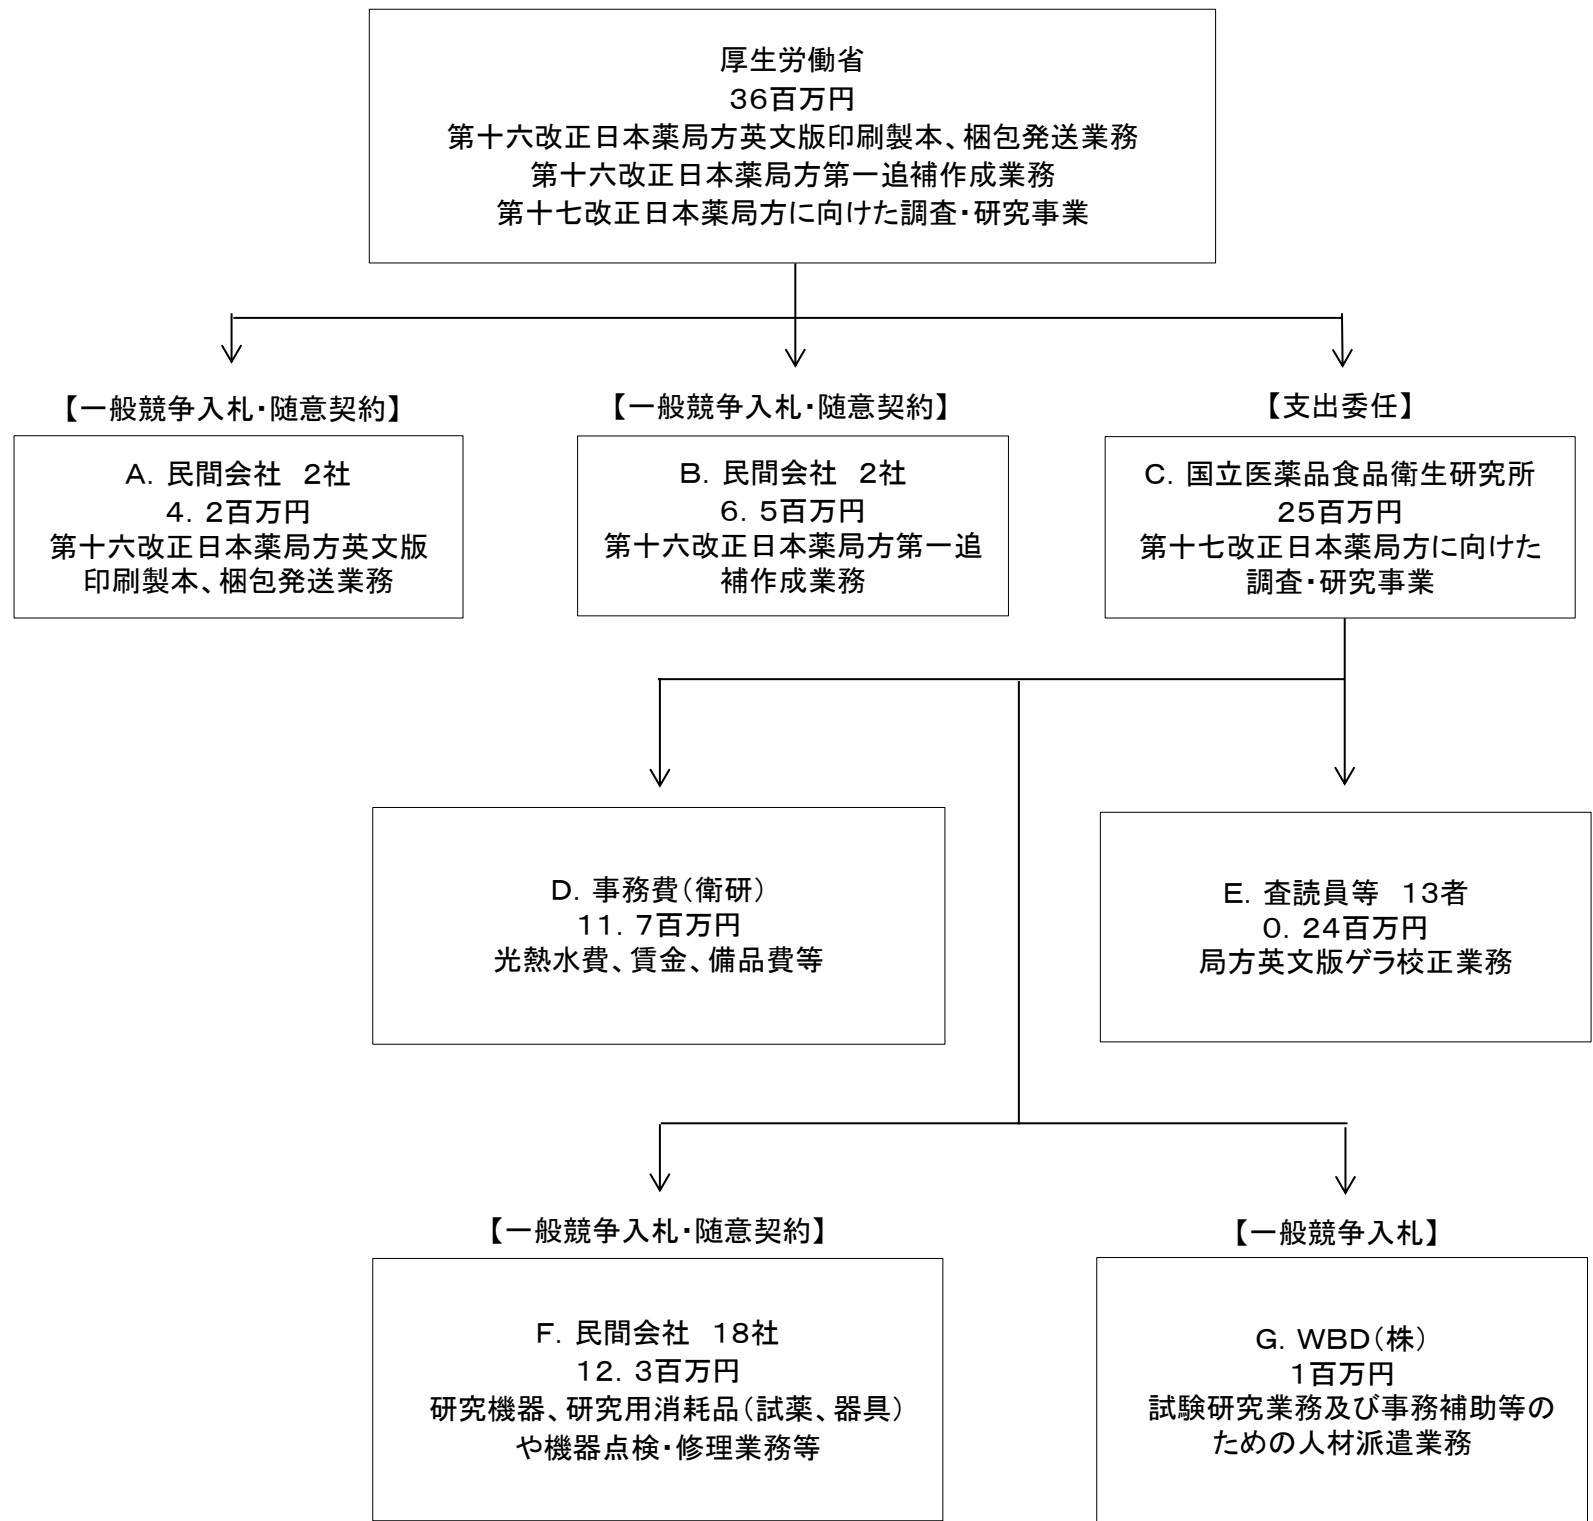 厚生労働省
36百万円
第十六改正日本薬局方英文版印刷製本、梱包発送業務
第十六改正日本薬局方第一追補作成業務
第十七改正日本薬局方に向けた調査・研究事業
【一般競争入札・随意契約】
【一般競争入札・随意契約】
【支出委任】
A. 民間会社　2社
4. 2百万円
第十六改正日本薬局方英文版
印刷製本、梱包発送業務
B. 民間会社　2社
6. 5百万円
第十六改正日本薬局方第一追
補作成業務
C. 国立医薬品食品衛生研究所
25百万円
第十七改正日本薬局方に向けた
調査・研究事業
D. 事務費（衛研）
11. 7百万円
光熱水費、賃金、備品費等
E. 査読員等　13者
0. 24百万円
局方英文版ゲラ校正業務
【一般競争入札・随意契約】
【一般競争入札】
F. 民間会社　18社
12. 3百万円
研究機器、研究用消耗品（試薬、器具）
や機器点検・修理業務等
G. WBD（株）
1百万円
試験研究業務及び事務補助等の
ための人材派遣業務